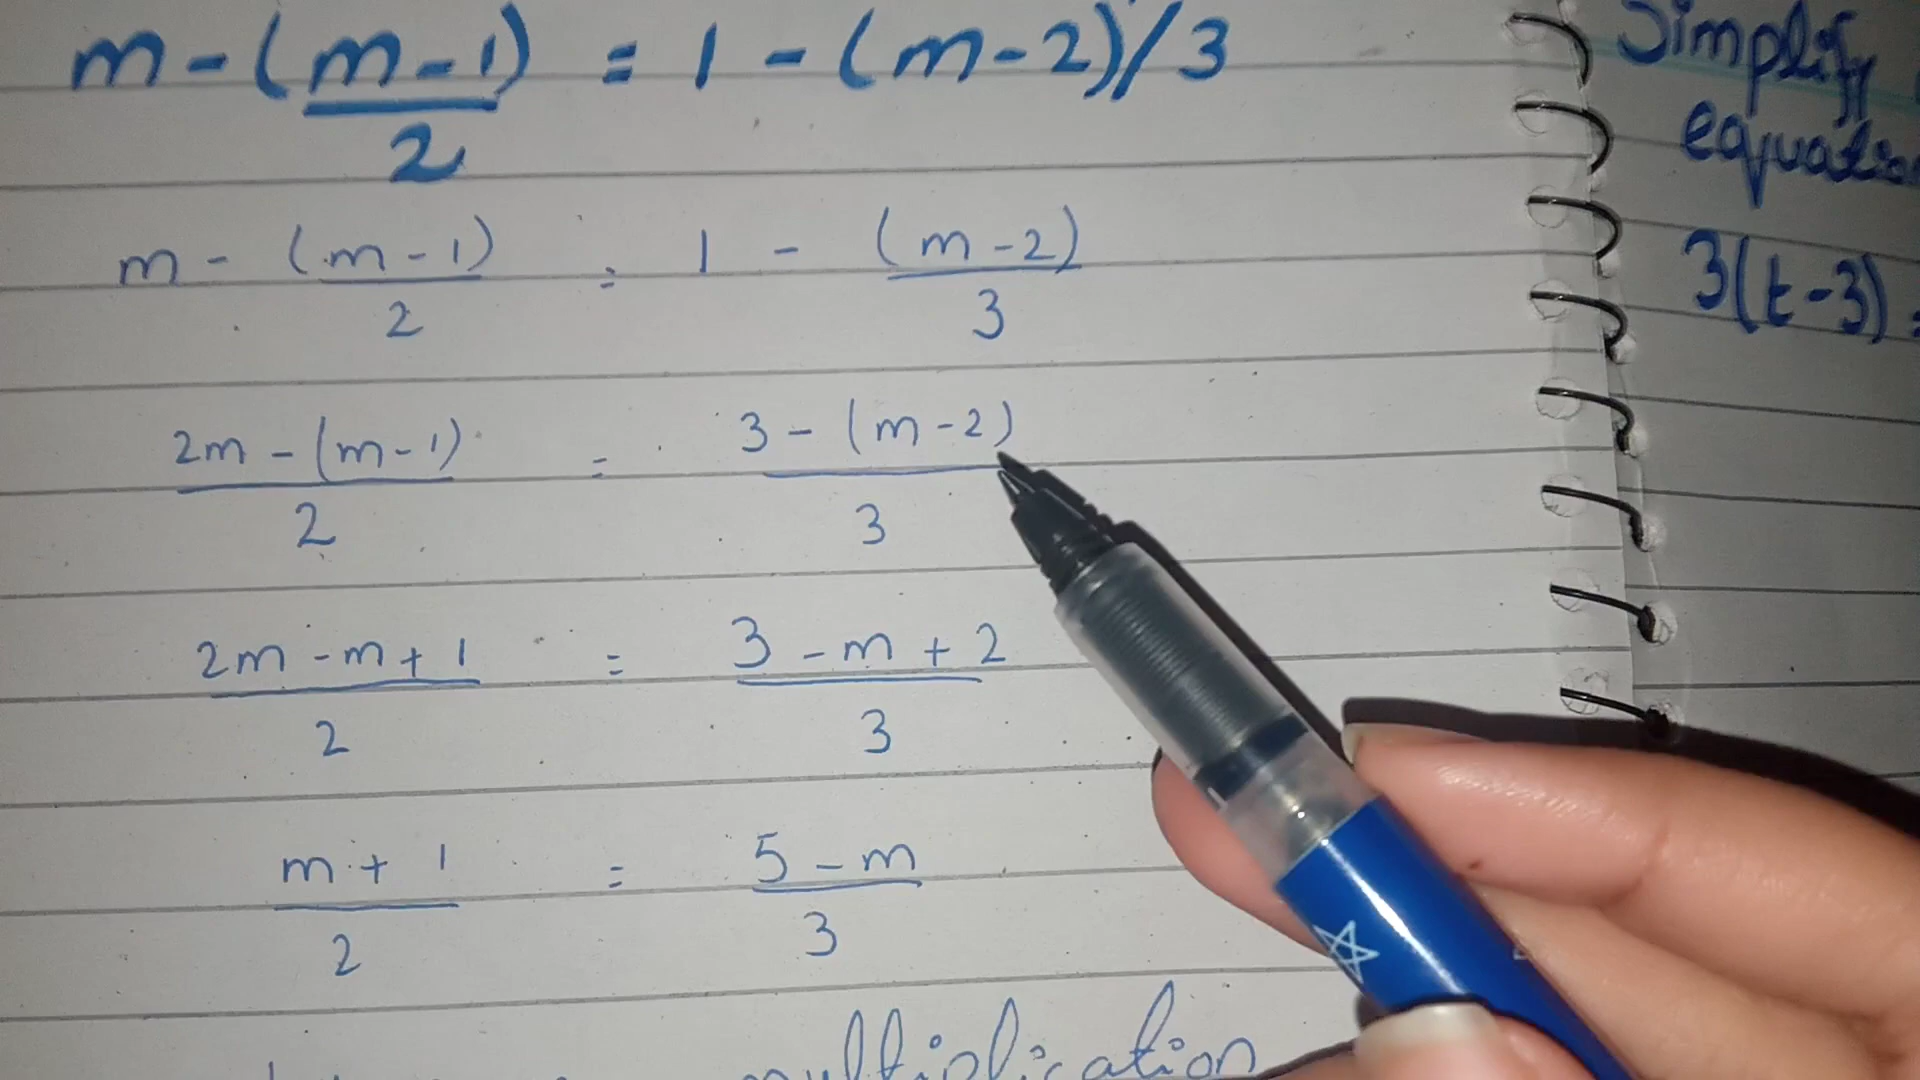 m - (m - 1)/2 = 1 - (m - 2)/3
m - (m - 1)/2 = 1 - (m - 2)/3
2m - (m - 1)/2 = 3 - (m - 2)/3
2m - m + 1/2 = 3 - m + 2/3
m + 1/2 = 5 - m/3
multiplication
Simplify
equation
3(t - 3) =